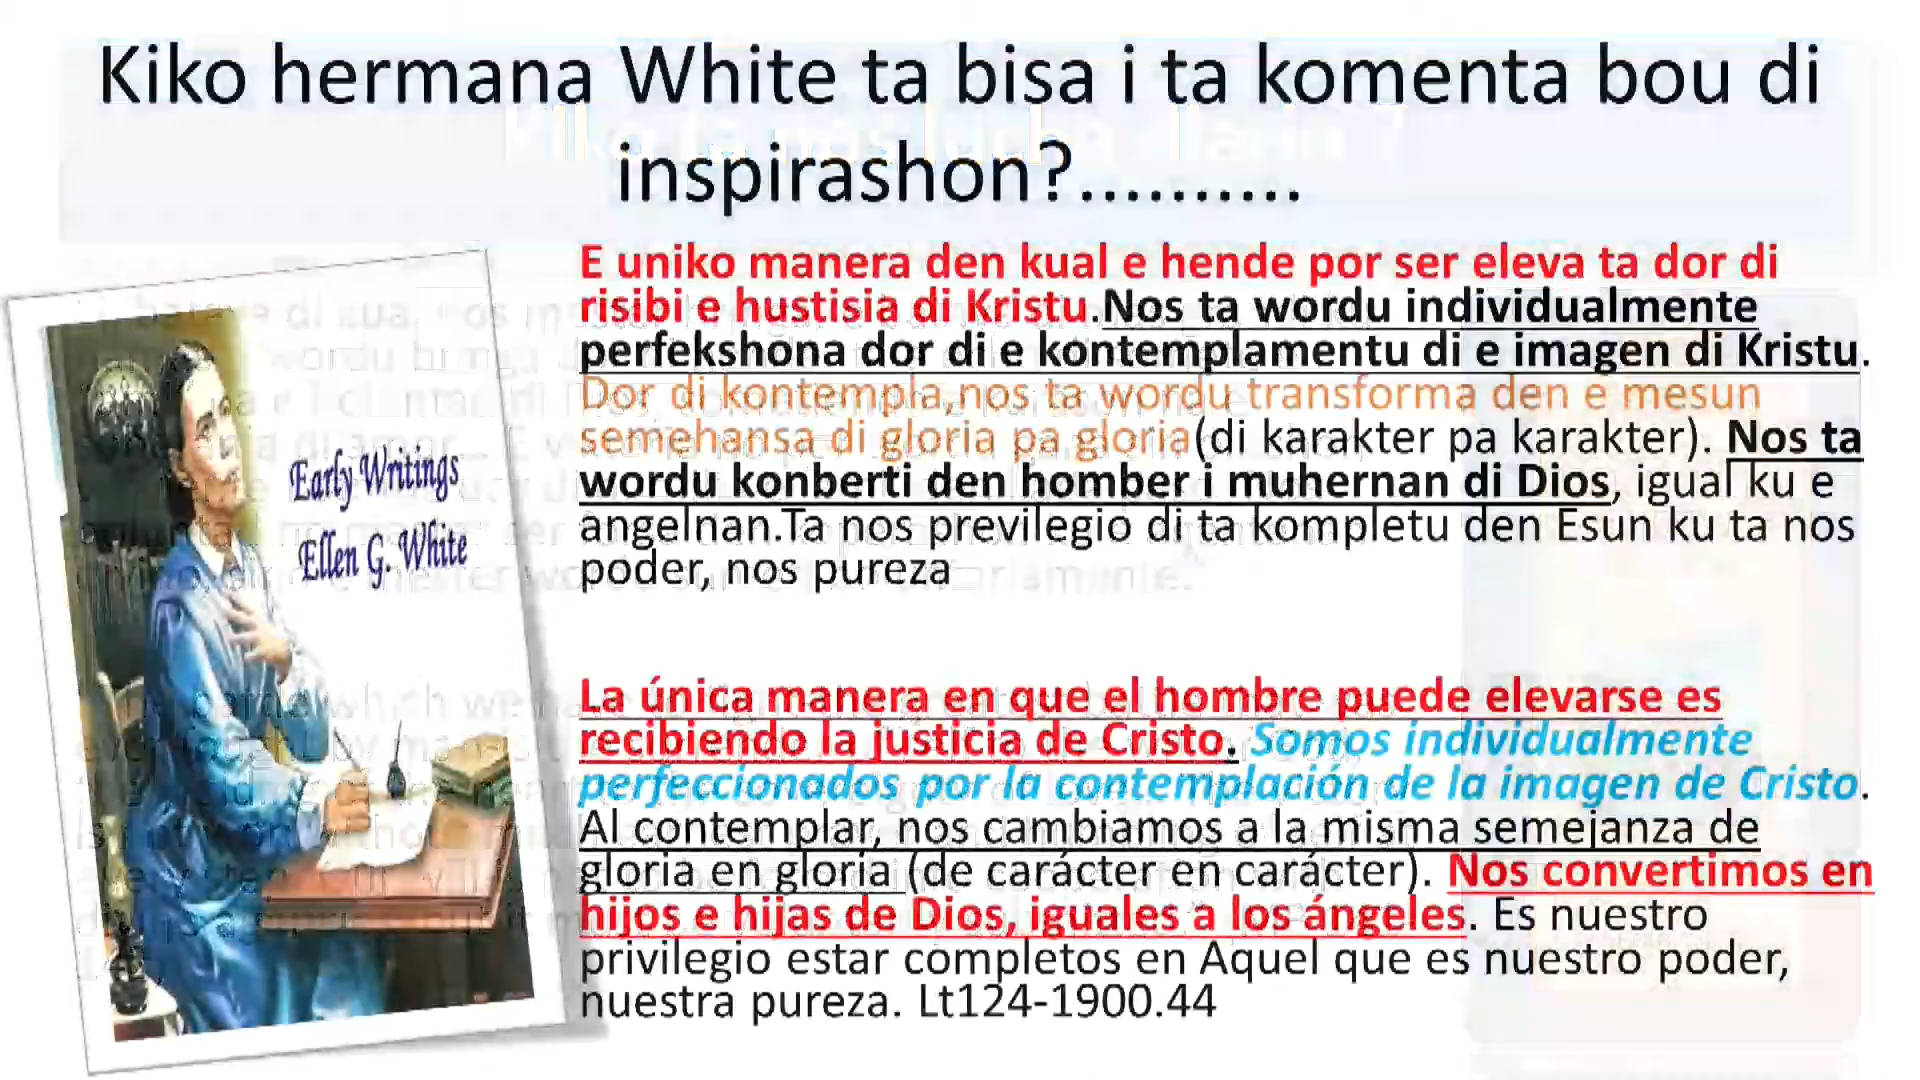 Kiko hermana White ta bisa i ta komenta bou di
inspirashon?..........
Early Writings
Ellen G. White
E uniko manera den kual e hende por ser eleva ta dor di
risibi e hustisia di Kristu.Nos ta wordu individualmente
perfekshona dor di e kontemplamentu di e imagen di Kristu.
Dor di kontempla,nos ta wordu transforma den e mesun
semehansa di gloria pa gloria(di karakter pa karakter). Nos ta
wordu konberti den homber i muhernan di Dios, igual ku e
angelnan.Ta nos previlegio di ta kompletu den Esun ku ta nos
poder, nos pureza
La única manera en que el hombre puede elevarse es
recibiendo la justicia de Cristo. Somos individualmente
perfeccionados por la contemplación de la imagen de Cristo.
Al contemplar, nos cambiamos a la misma semejanza de
gloria en gloria (de carácter en carácter). Nos convertimos en
hijos e hijas de Dios, iguales a los ángeles. Es nuestro
privilegio estar completos en Aquel que es nuestro poder,
nuestra pureza. Lt124-1900.44